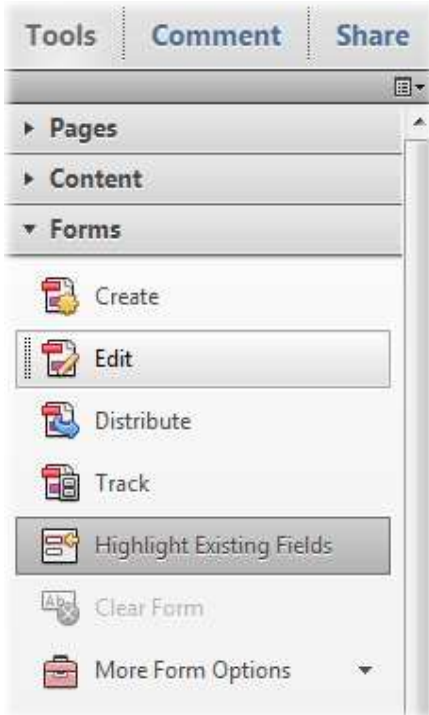 Tools Comment Share
Pages
Content
Forms
Create
Edit
Distribute
Track
Highlight Existing Fields
Clear Form
More Form Options